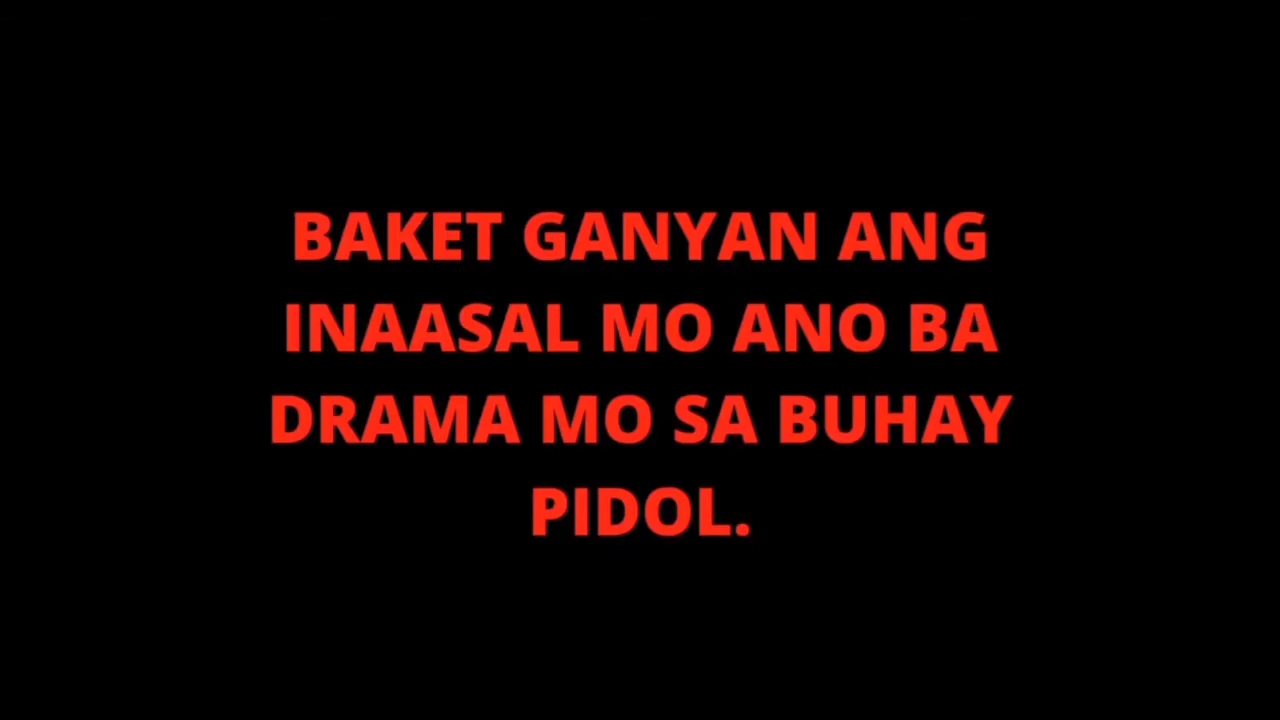 BAKET GANYAN ANG
INAASAL MO ANO BA
DRAMA MO SA BUHAY
PIDOL.